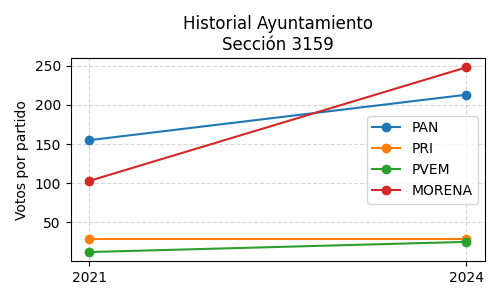 Historial Ayuntamiento
Sección 3159
Votos por partido
250
200
150
100
50
2021
2024
PAN
PRI
PVEM
MORENA